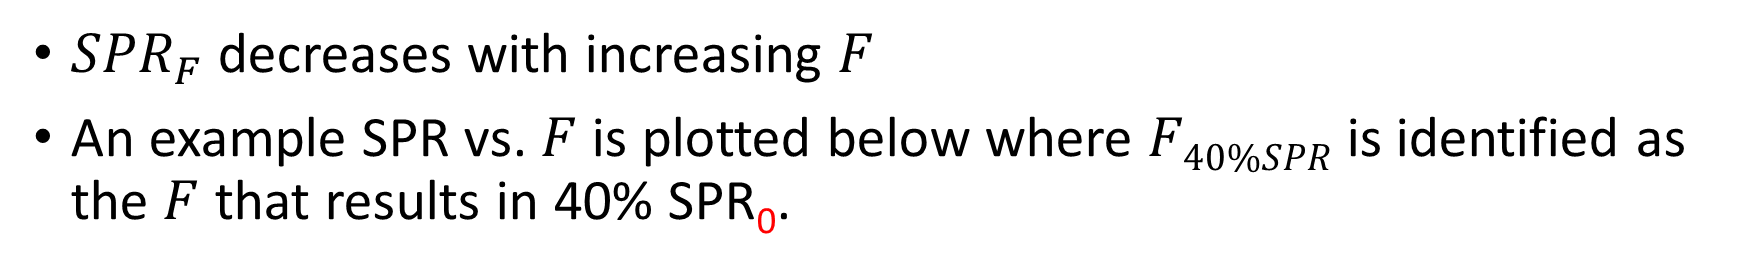 • SPR_F decreases with increasing F
• An example SPR vs. F is plotted below where F_40%SPR is identified as
the F that results in 40% SPR_0.